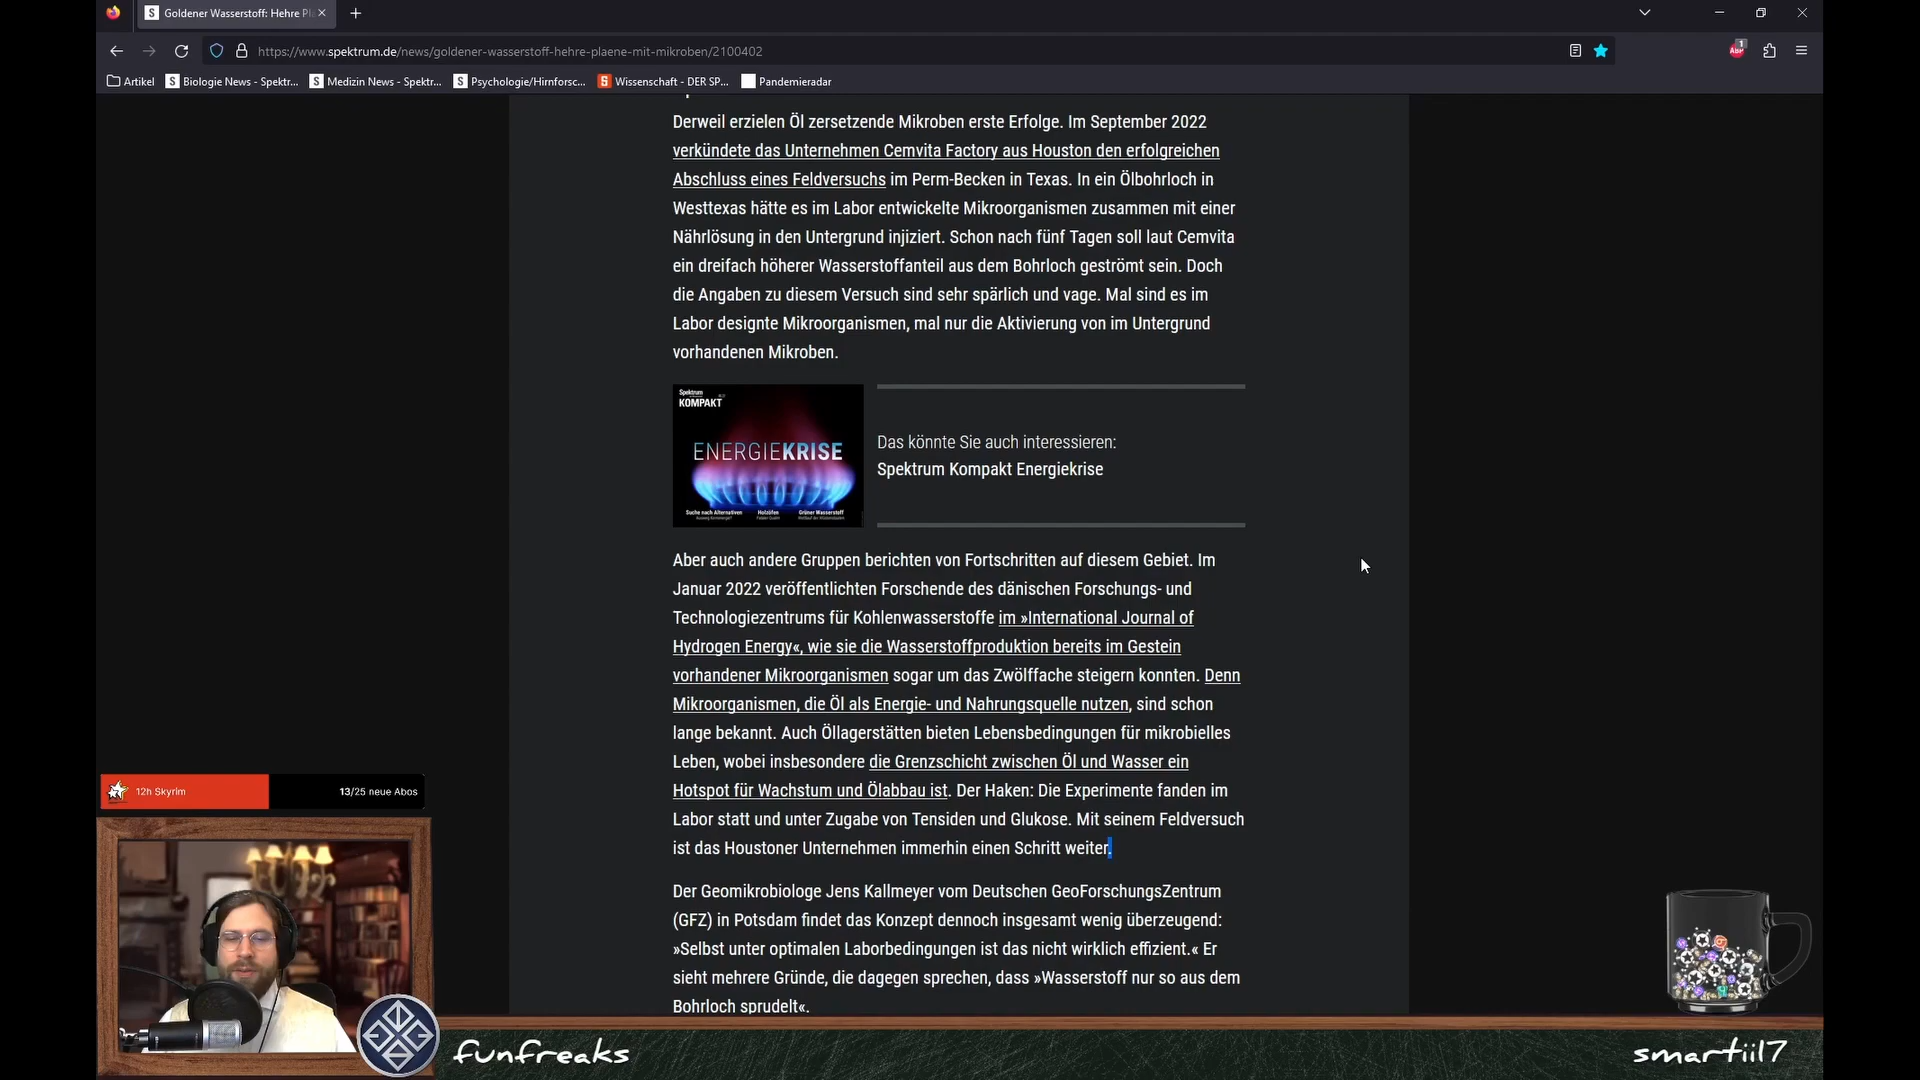 Goldener Wasserstoff: Hehre Pl
https://www.spektrum.de/news/goldener-wasserstoff-hehre-plaene-mit-mikroben/2100402
1
Artikel
Biologie News - Spektr...
Medizin News - Spektr...
Psychologie/Hirnforsc...
Wissenschaft - DER SP...
Pandemieradar
Derweil erzielen Öl zersetzende Mikroben erste Erfolge. Im September 2022
verkündete das Unternehmen Cemvita Factory aus Houston den erfolgreichen
Abschluss eines Feldversuchs im Perm-Becken in Texas. In ein Ölbohrloch in
Westtexas hätte es im Labor entwickelte Mikroorganismen zusammen mit einer
Nährlösung in den Untergrund injiziert. Schon nach fünf Tagen soll laut Cemvita
ein dreifach höherer Wasserstoffanteil aus dem Bohrloch geströmt sein. Doch
die Angaben zu diesem Versuch sind sehr spärlich und vage. Mal sind es im
Labor designte Mikroorganismen, mal nur die Aktivierung von im Untergrund
vorhandenen Mikroben.
Spektrum
KOMPAKT
ENERGIEKRISE
Suche nach Alternativen
Holzöfen
Grüner Wasserstoff
Das könnte Sie auch interessieren:
Spektrum Kompakt Energiekrise
Aber auch andere Gruppen berichten von Fortschritten auf diesem Gebiet. Im
Januar 2022 veröffentlichten Forschende des dänischen Forschungs- und
Technologiezentrums für Kohlenwasserstoffe im »International Journal of
Hydrogen Energy«, wie sie die Wasserstoffproduktion bereits im Gestein
vorhandener Mikroorganismen sogar um das Zwölffache steigern konnten. Denn
Mikroorganismen, die Öl als Energie- und Nahrungsquelle nutzen, sind schon
lange bekannt. Auch Öllagerstätten bieten Lebensbedingungen für mikrobielles
Leben, wobei insbesondere die Grenzschicht zwischen Öl und Wasser ein
Hotspot für Wachstum und Ölabbau ist. Der Haken: Die Experimente fanden im
Labor statt und unter Zugabe von Tensiden und Glukose. Mit seinem Feldversuch
ist das Houstoner Unternehmen immerhin einen Schritt weiter.
Der Geomikrobiologe Jens Kallmeyer vom Deutschen GeoForschungsZentrum
(GFZ) in Potsdam findet das Konzept dennoch insgesamt wenig überzeugend:
»Selbst unter optimalen Laborbedingungen ist das nicht wirklich effizient.« Er
sieht mehrere Gründe, die dagegen sprechen, dass »Wasserstoff nur so aus dem
Bohrloch sprudelt«.
12h Skyrim
13/25 neue Abos
funfreaks
smartiil7